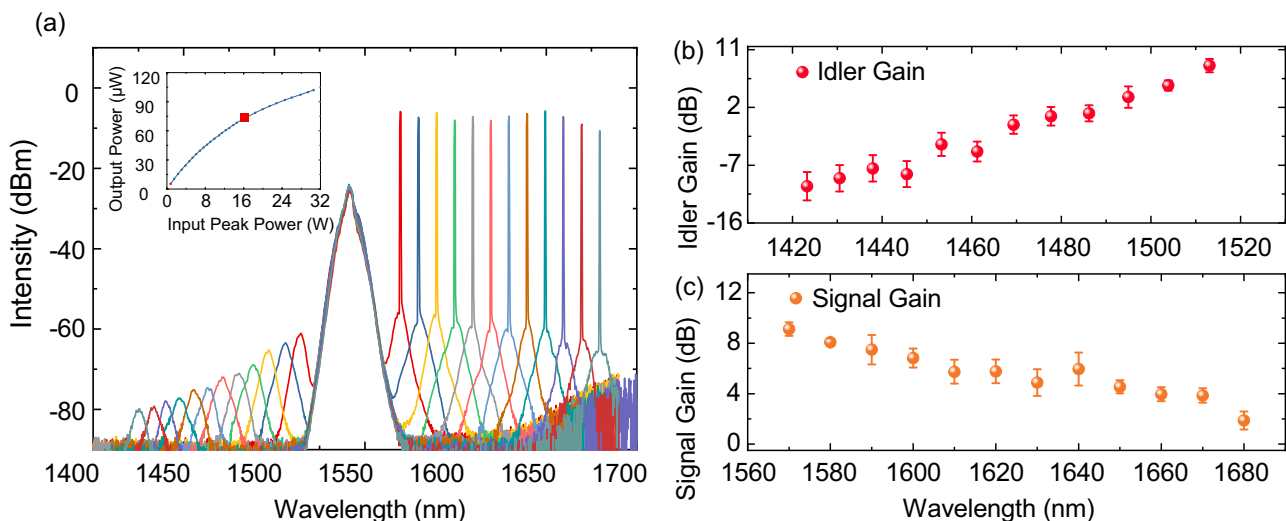 (a)
0
-20
-40
-60
-80
Intensity (dBm)
1400 1450 1500 1550 1600 1650 1700
Wavelength (nm)
120
90
60
30
0
Output Power (µW)
0 8 16 24 32
Input Peak Power (W)
(b)
Idler Gain
11
2
-7
-16
Idler Gain (dB)
1420 1440 1460 1480 1500 1520
(c)
Signal Gain
12
8
4
0
Signal Gain (dB)
1560 1580 1600 1620 1640 1660 1680
Wavelength (nm)